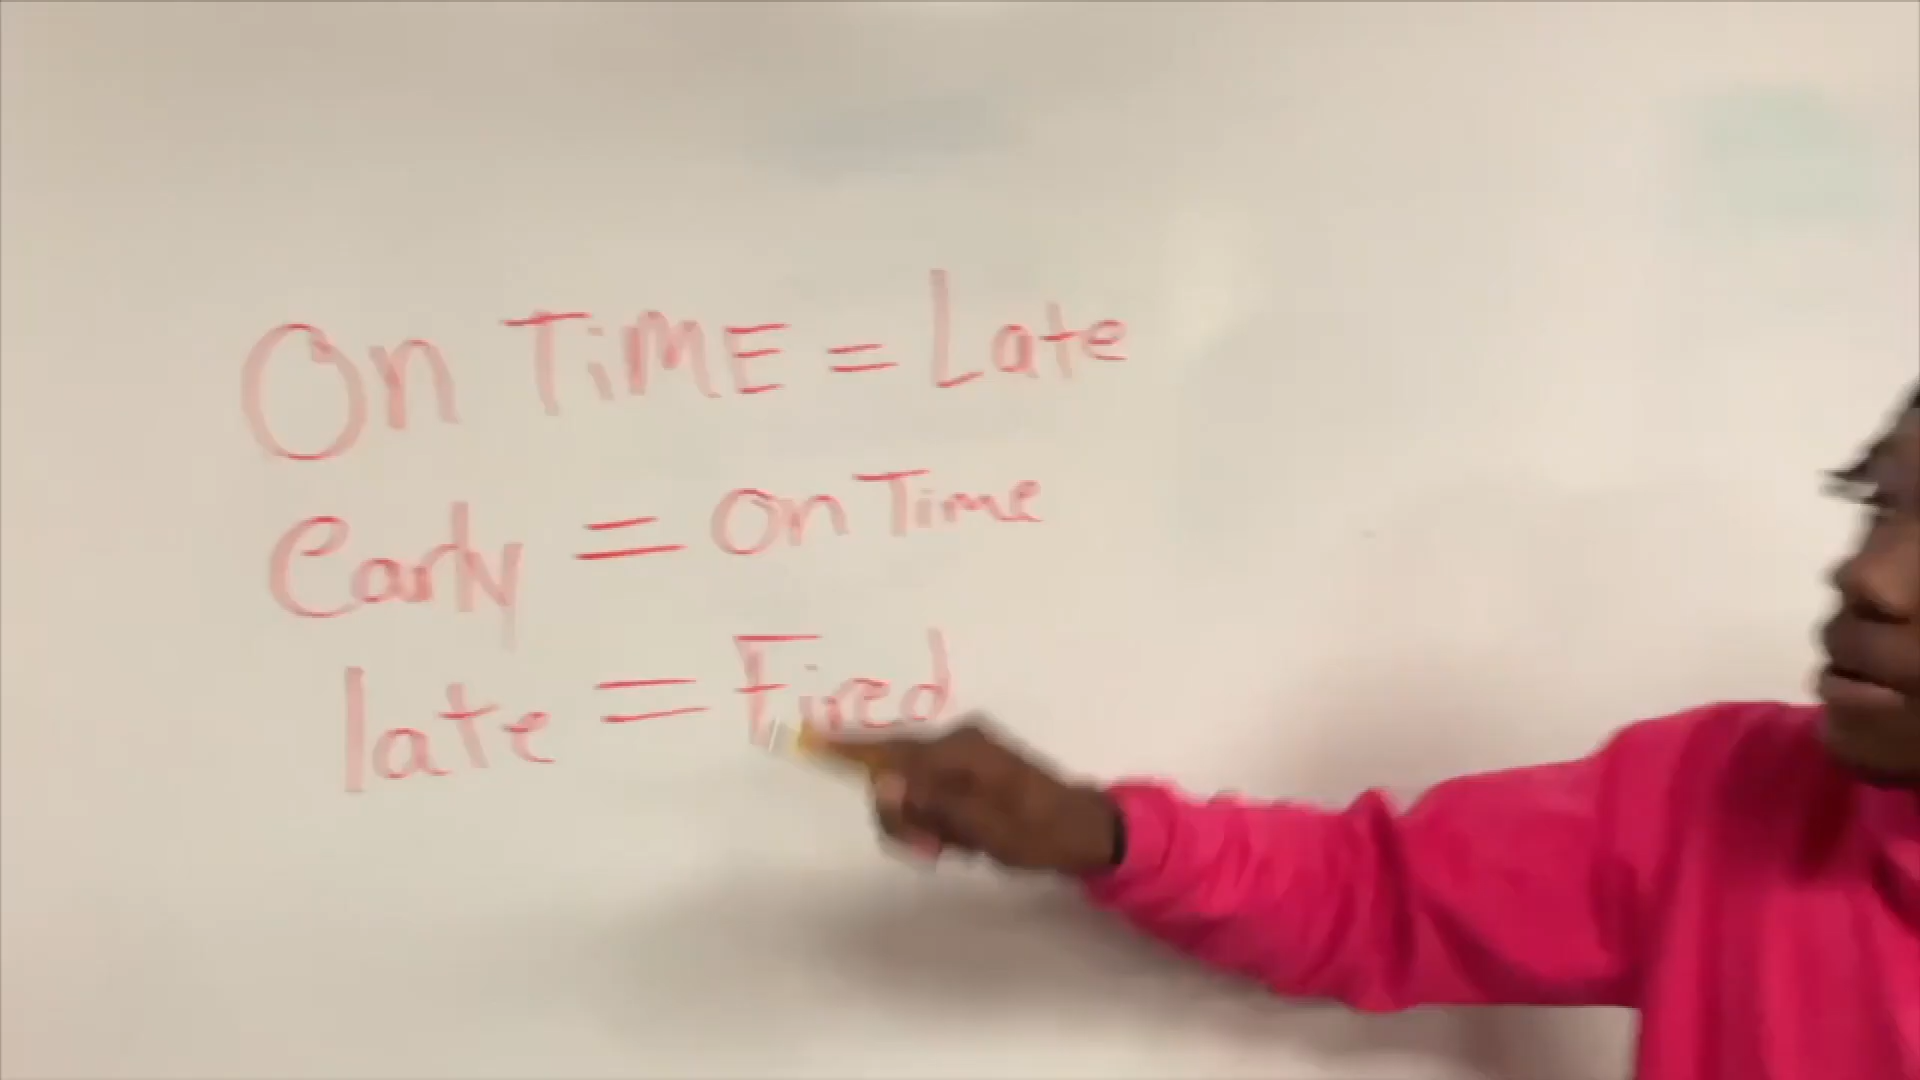 On TiME = Late
early = on Time
late = Fired